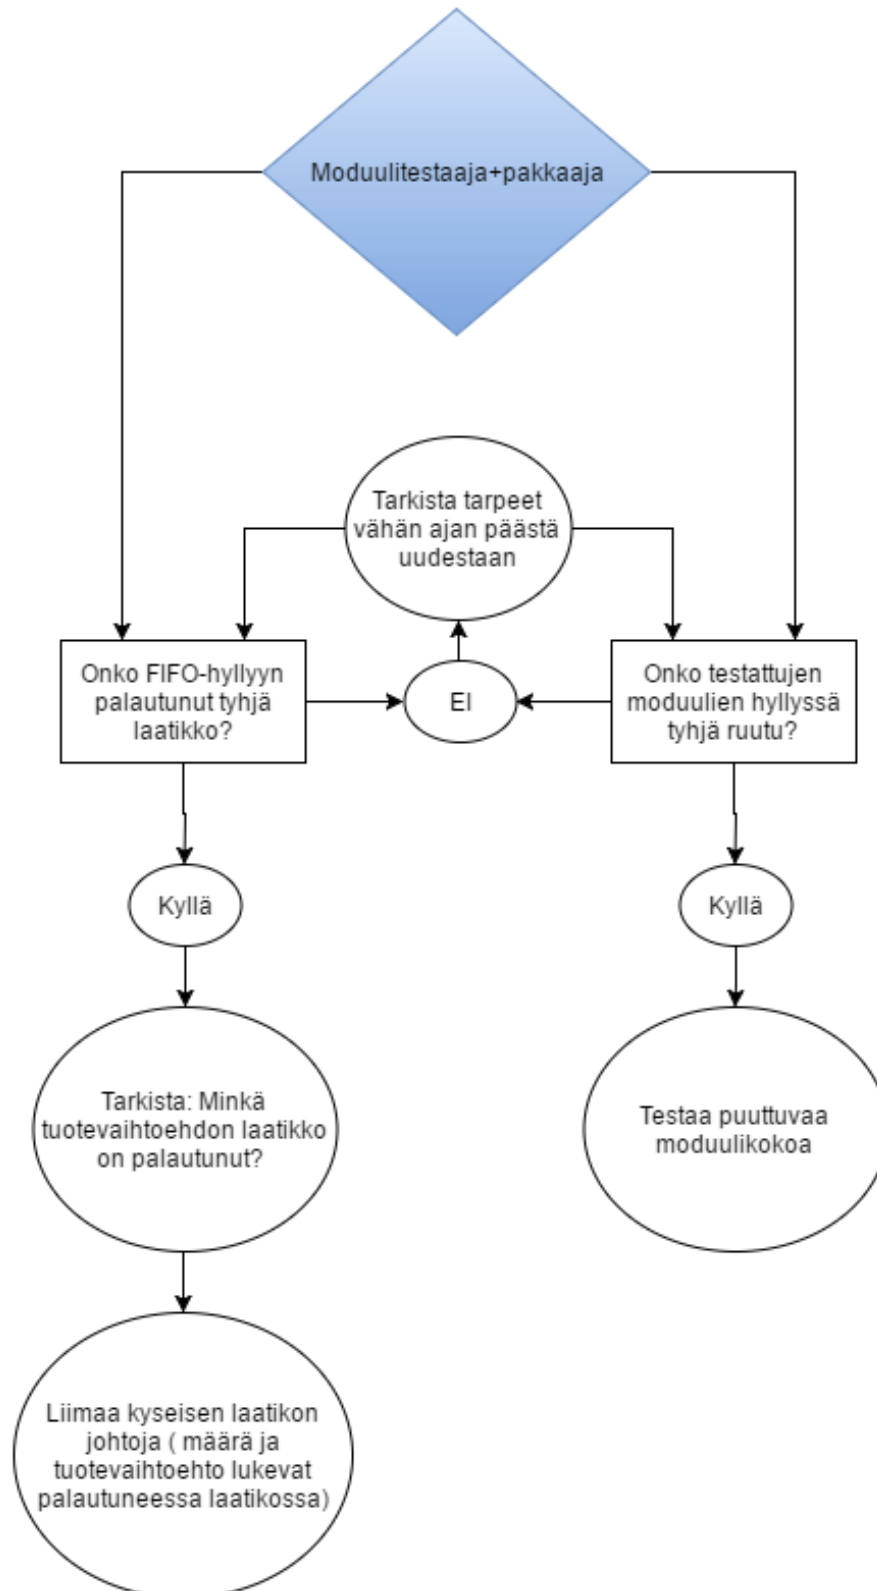 Moduulitestaaja+pakkaaja
Tarkista tarpeet
vähän ajan päästä
uudestaan
Onko FIFO-hyllyyn
palautunut tyhjä
laatikko?
EI
Onko testattujen
moduulien hyllyssä
tyhjä ruutu?
Kyllä
Kyllä
Tarkista: Minkä
tuotevaihtoehdon laatikko
on palautunut?
Testaa puuttuvaa
moduulikokoa
Liimaa kyseisen laatikon
johtoja ( määrä ja
tuotevaihtoehto lukevat
palautuneessa laatikossa)